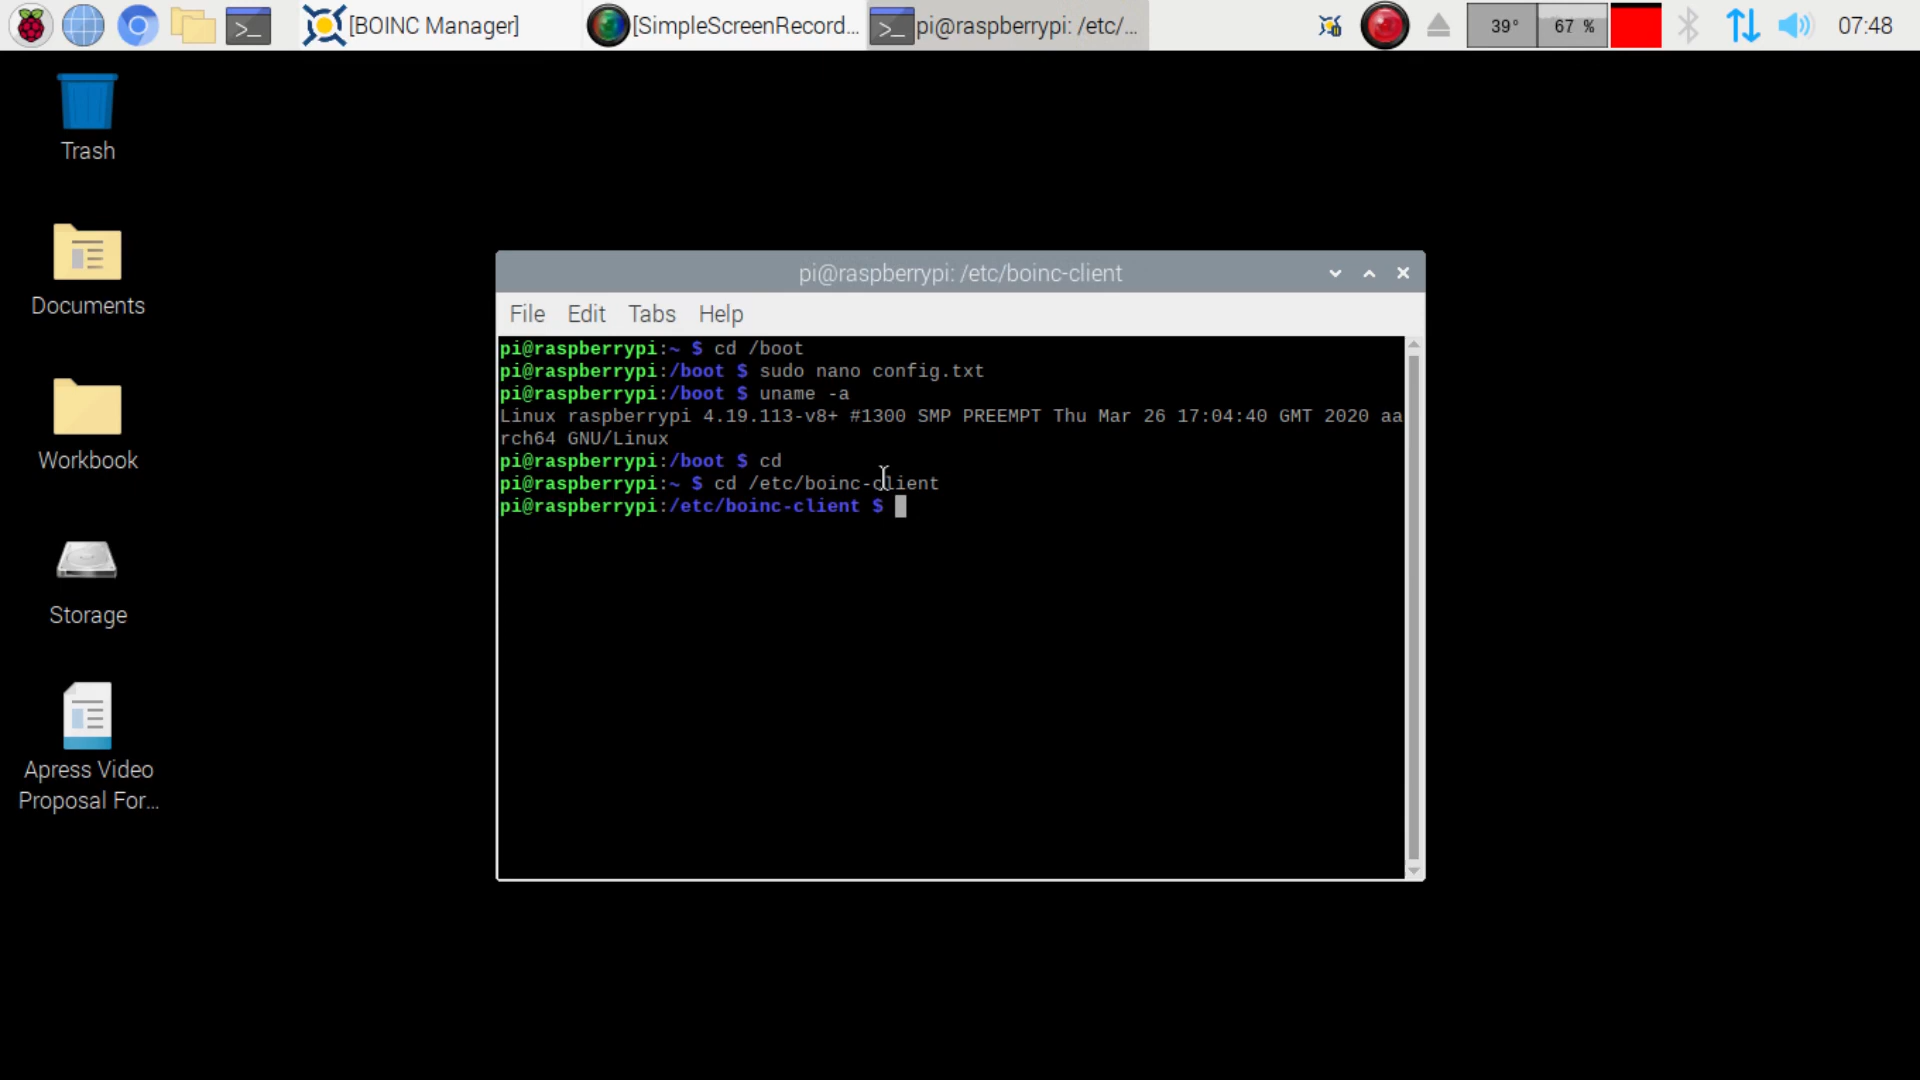 [BOINC Manager]
[SimpleScreenRecord...
pi@raspberrypi: /etc/...
39°
67 %
07:48
Trash
Documents
Workbook
Storage
Apress Video
Proposal For...
pi@raspberrypi: /etc/boinc-client
File Edit Tabs Help
pi@raspberrypi:~ $ cd /boot
pi@raspberrypi:/boot $ sudo nano config.txt
pi@raspberrypi:/boot $ uname -a
Linux raspberrypi 4.19.113-v8+ #1300 SMP PREEMPT Thu Mar 26 17:04:40 GMT 2020 aa
rch64 GNU/Linux
pi@raspberrypi:/boot $ cd
pi@raspberrypi:~ $ cd /etc/boinc-client
pi@raspberrypi:/etc/boinc-client $